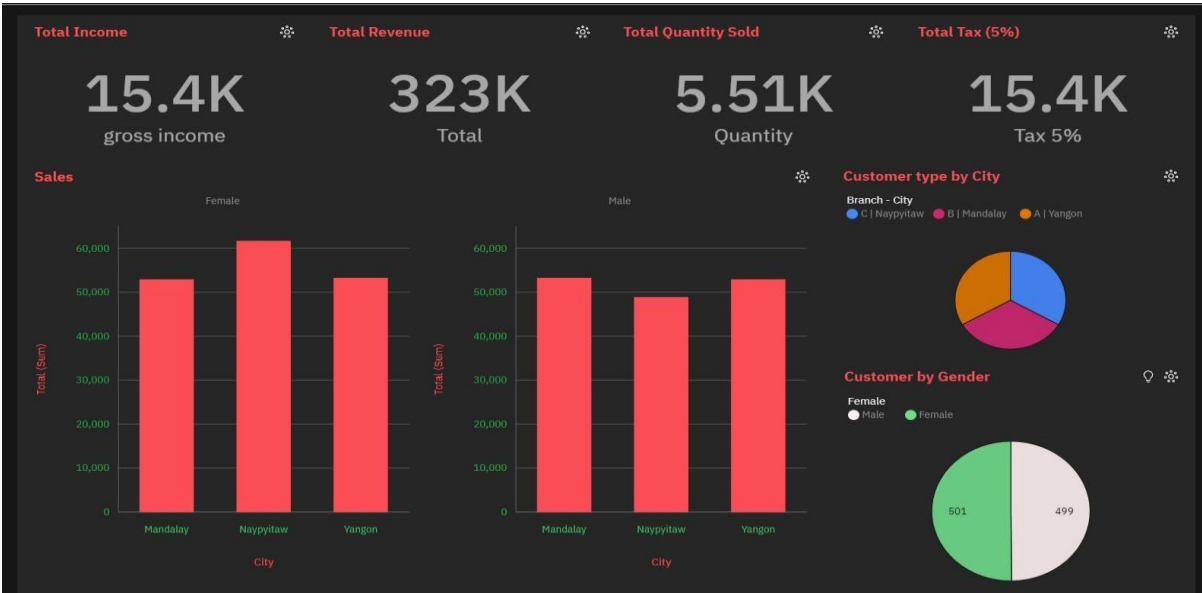 Total Income
15.4K
gross income
Total Revenue
323K
Total
Total Quantity Sold
5.51K
Quantity
Total Tax (5%)
15.4K
Tax 5%
Sales
Female
60,000
50,000
40,000
30,000
20,000
10,000
0
Total (Sum)
Mandalay Naypyitaw Yangon
City
Male
60,000
50,000
40,000
30,000
20,000
10,000
0
Total (Sum)
Mandalay Naypyitaw Yangon
City
Customer type by City
Branch - City
C | Naypyitaw B | Mandalay A | Yangon
Customer by Gender
Female
Male Female
501 499